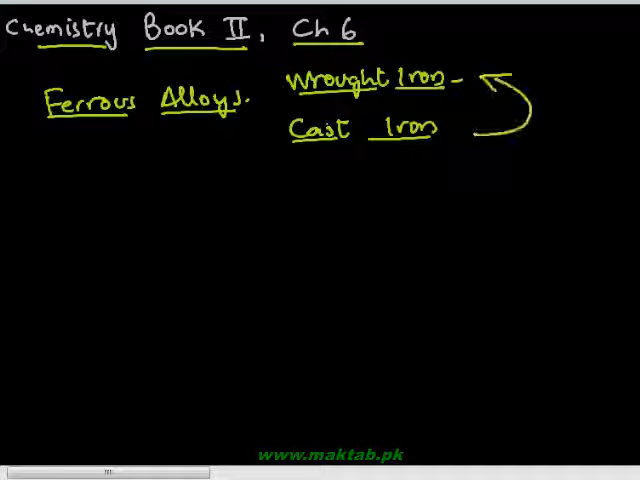 Chemistry Book II, Ch 6
Ferrous Alloys.
Wrought Iron -
Cast Iron
www.maktab.pk